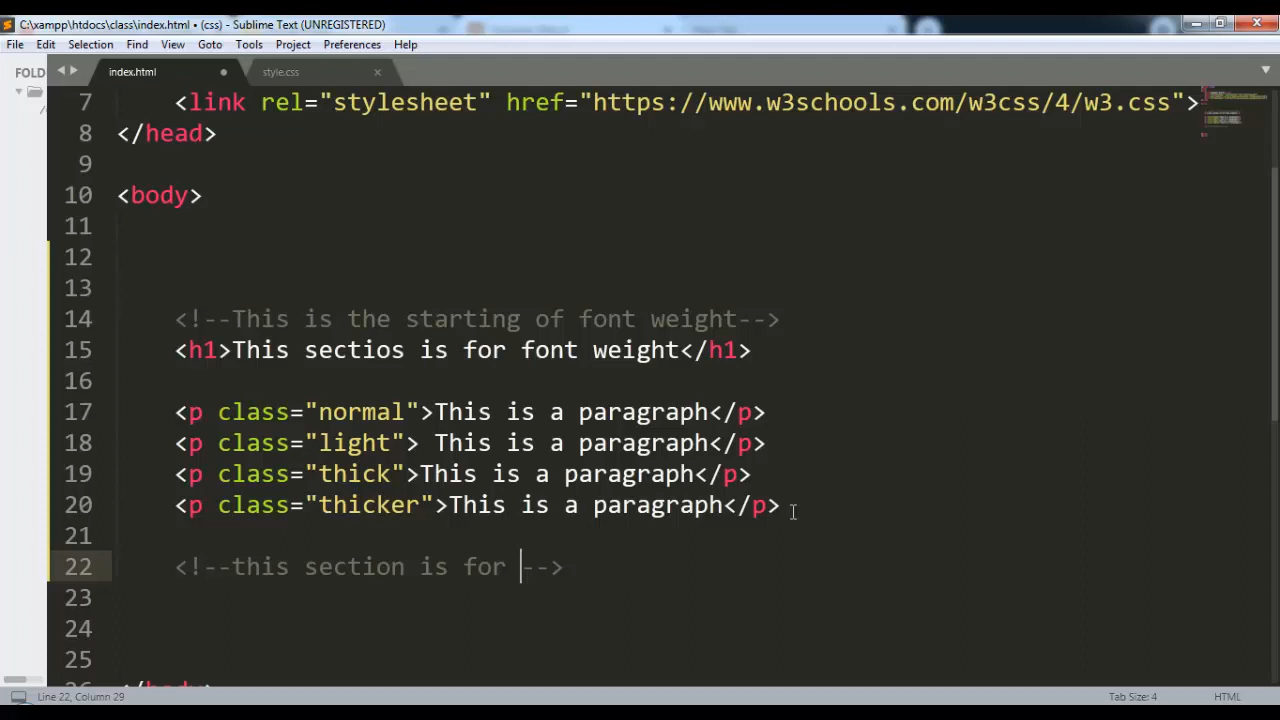 C:\xampp\htdocs\class\index.html • (css) - Sublime Text (UNREGISTERED)
File Edit Selection Find View Goto Tools Project Preferences Help
FOLD
index.html
style.css
7 <link rel="stylesheet" href="https://www.w3schools.com/w3css/4/w3.css">
8 </head>
9
10 <body>
11
12
13
14 <!--This is the starting of font weight-->
15 <h1>This sectios is for font weight</h1>
16
17 <p class="normal">This is a paragraph</p>
18 <p class="light"> This is a paragraph</p>
19 <p class="thick">This is a paragraph</p>
20 <p class="thicker">This is a paragraph</p>
21
22 <!--this section is for -->
23
24
25
26 </body>
Line 22, Column 29
Tab Size: 4
HTML